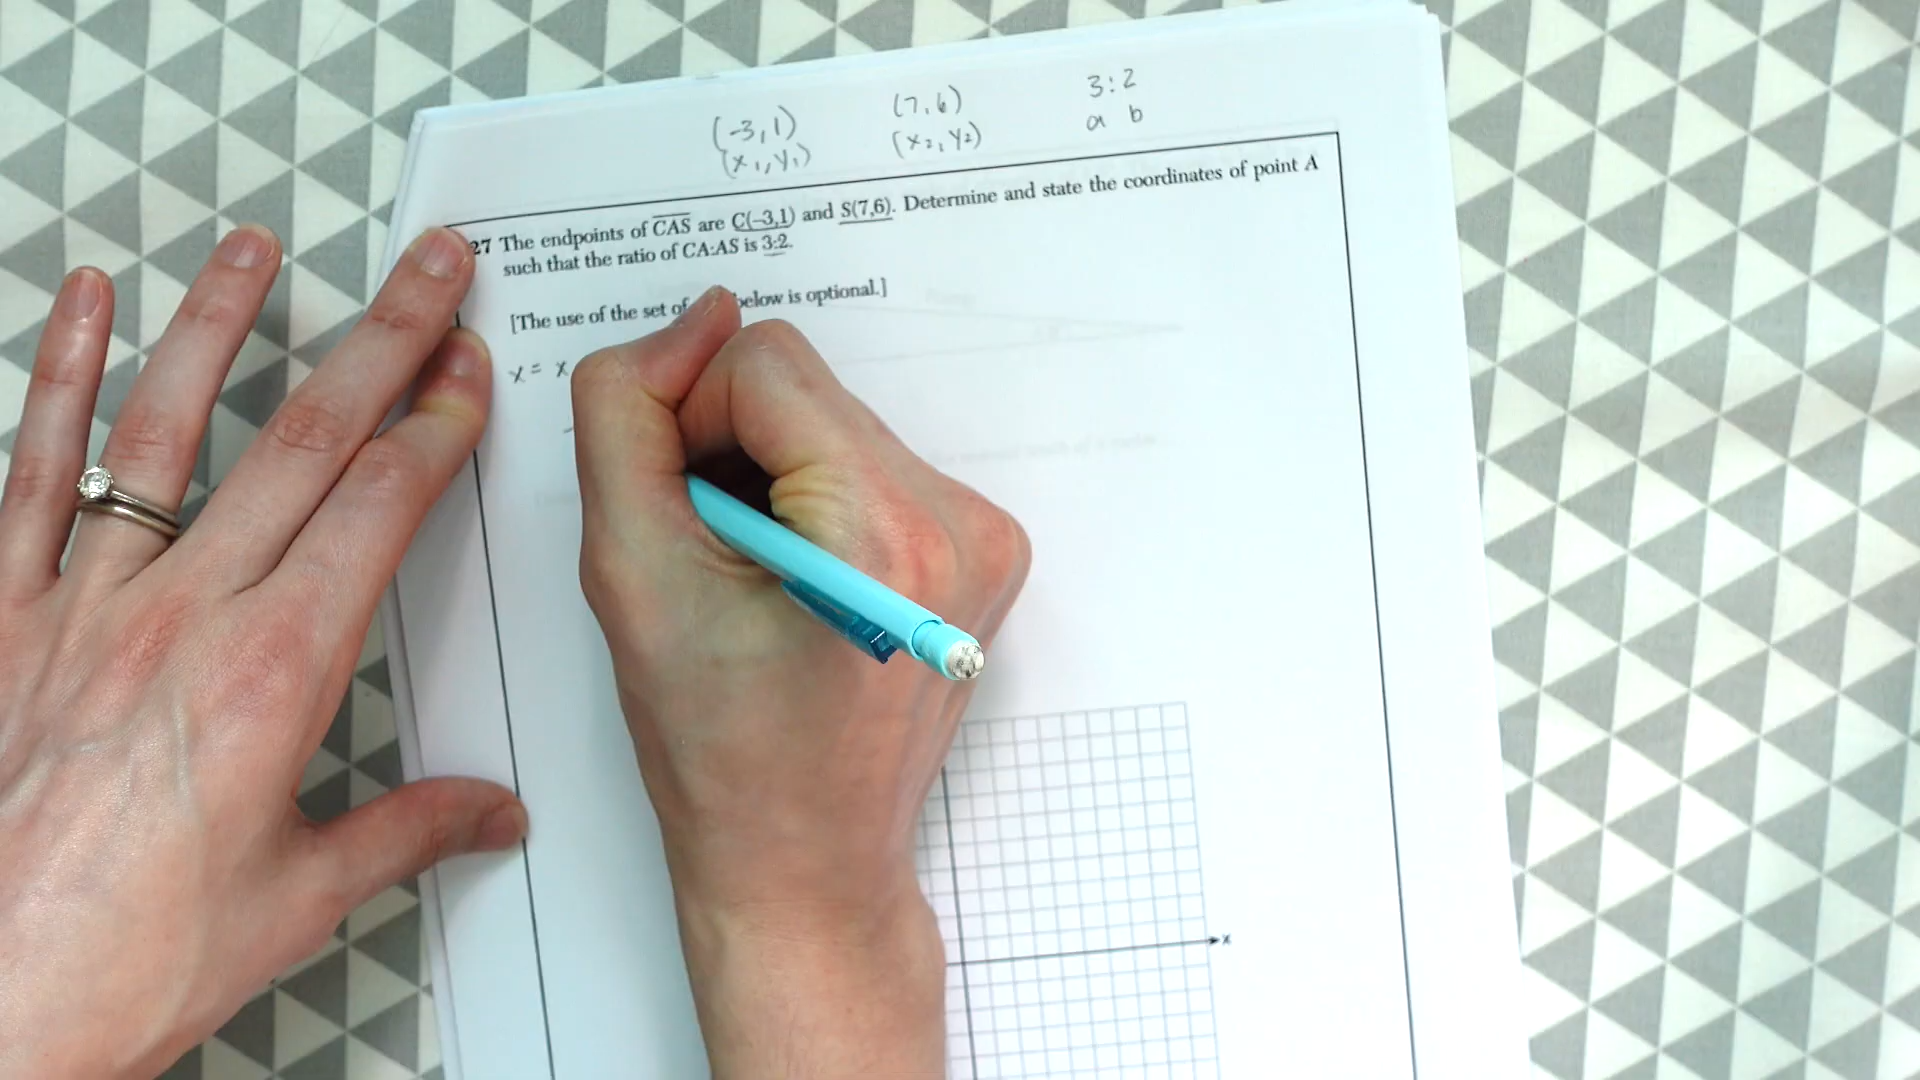 (-3,1) (7,6) 3:2
(x₁,y₁) (x₂,y₂) a b
27 The endpoints of C̅A̅S̅ are C(–3,1) and S(7,6). Determine and state the coordinates of point A
such that the ratio of CA:AS is 3:2.
[The use of the set of below is optional.]
x = x
x